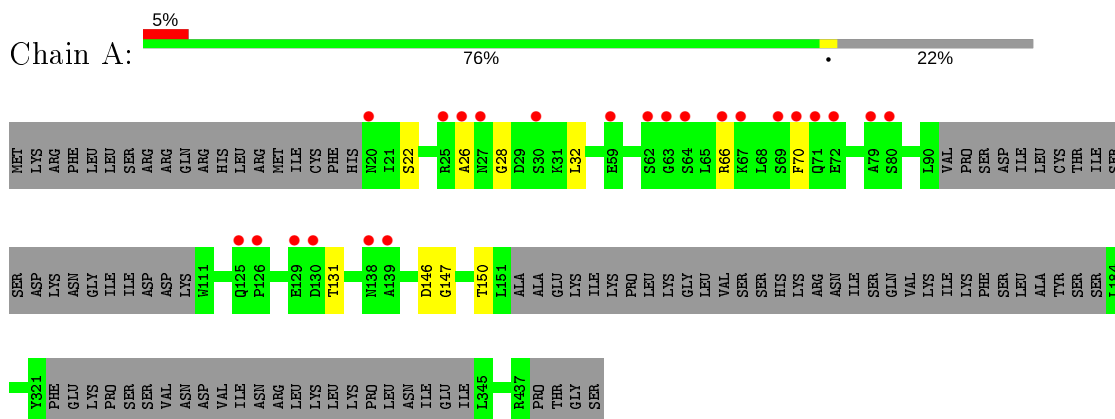 5%
Chain A:
76% • 22%
MET LYS ARG PHE LEU LEU SER ARG ARG GLN ARG HIS LEU ARG MET ILE CYS PHE HIS N20 I21 S22 R25 A26 N27 G28 D29 S30 K31 L32 E59 S62 G63 S64 L65 R66 K67 L68 S69 F70 Q71 E72 A79 S80 L90 VAL PRO SER ASP ILE LEU CYS THR ILE SER
SER ASP LYS ASN GLY ILE ILE ASP ASP LYS W111 Q125 P126 E129 D130 T131 N138 A139 D146 G147 T150 L151 ALA ALA GLU LYS ILE LYS PRO LEU LYS GLY LEU VAL SER SER HIS LYS ARG ASN ILE SER GLN VAL LYS ILE LYS PHE SER LEU ALA TYR SER SER L184
Y321 PHE GLU LYS PRO SER SER VAL ASN ASP VAL ILE ASN ARG LEU LYS LEU LYS PRO LEU ASN ILE GLU ILE L345 R437 PRO THR GLY SER